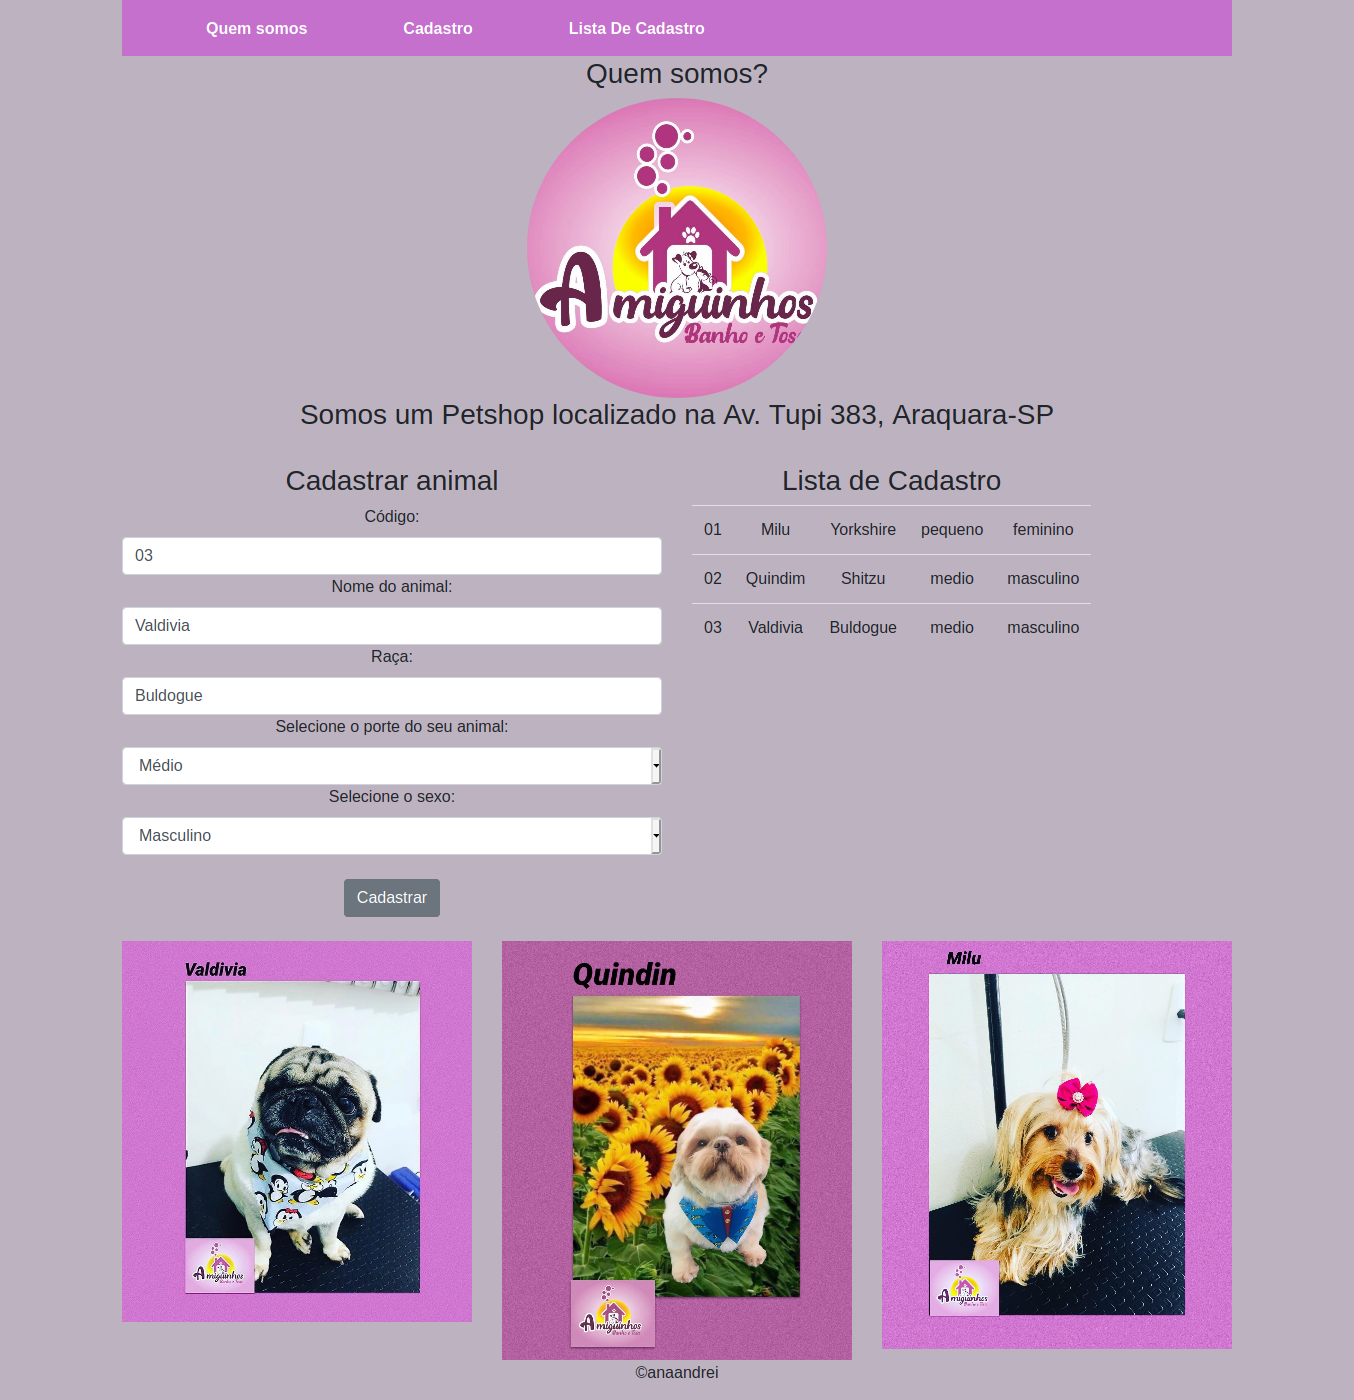 Quem somos
Cadastro
Lista De Cadastro
Quem somos?
Amiguinhos
Banho e Tosa
Somos um Petshop localizado na Av. Tupi 383, Araquara-SP
Cadastrar animal
Código:
03
Nome do animal:
Valdivia
Raça:
Buldogue
Selecione o porte do seu animal:
Médio
Selecione o sexo:
Masculino
Cadastrar
Lista de Cadastro
01 Milu Yorkshire pequeno feminino
02 Quindim Shitzu medio masculino
03 Valdivia Buldogue medio masculino
Valdivia
Amiguinhos
Banho e Tosa
Quindin
Amiguinhos
Banho e Tosa
Milu
Amiguinhos
Banho e Tosa
©anaandrei